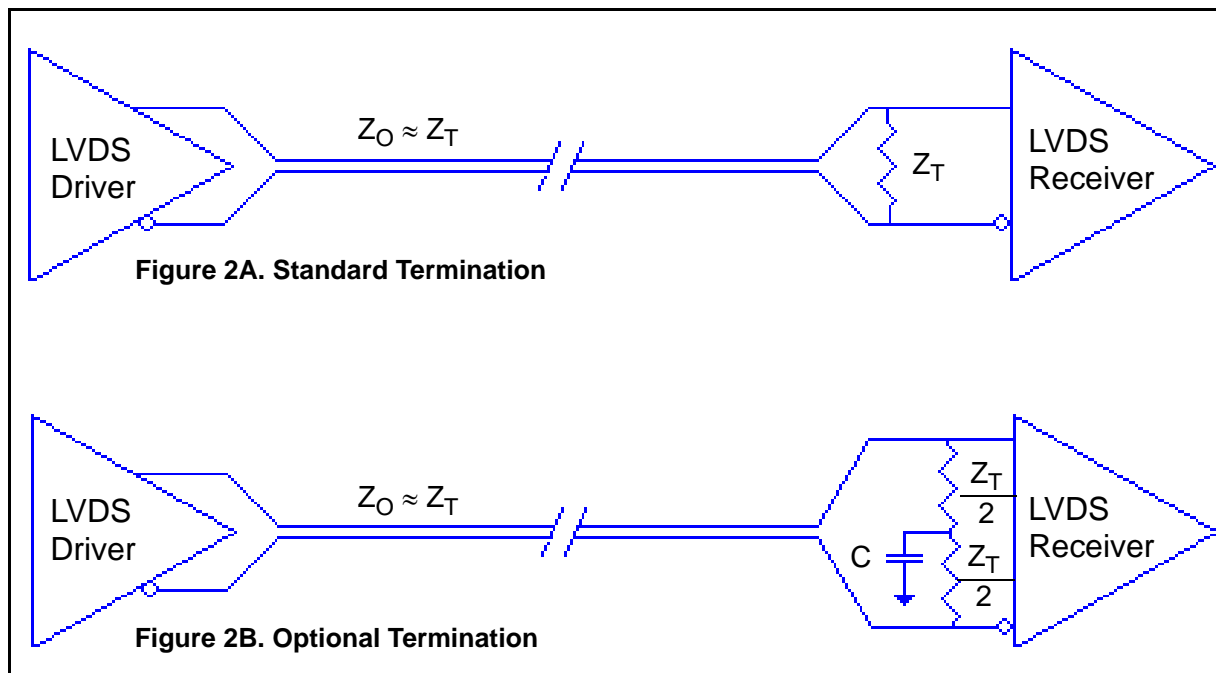 LVDS
Driver
Z_O ≈ Z_T
Z_T
LVDS
Receiver
Figure 2A. Standard Termination
LVDS
Driver
Z_O ≈ Z_T
C
Z_T
2
Z_T
2
LVDS
Receiver
Figure 2B. Optional Termination